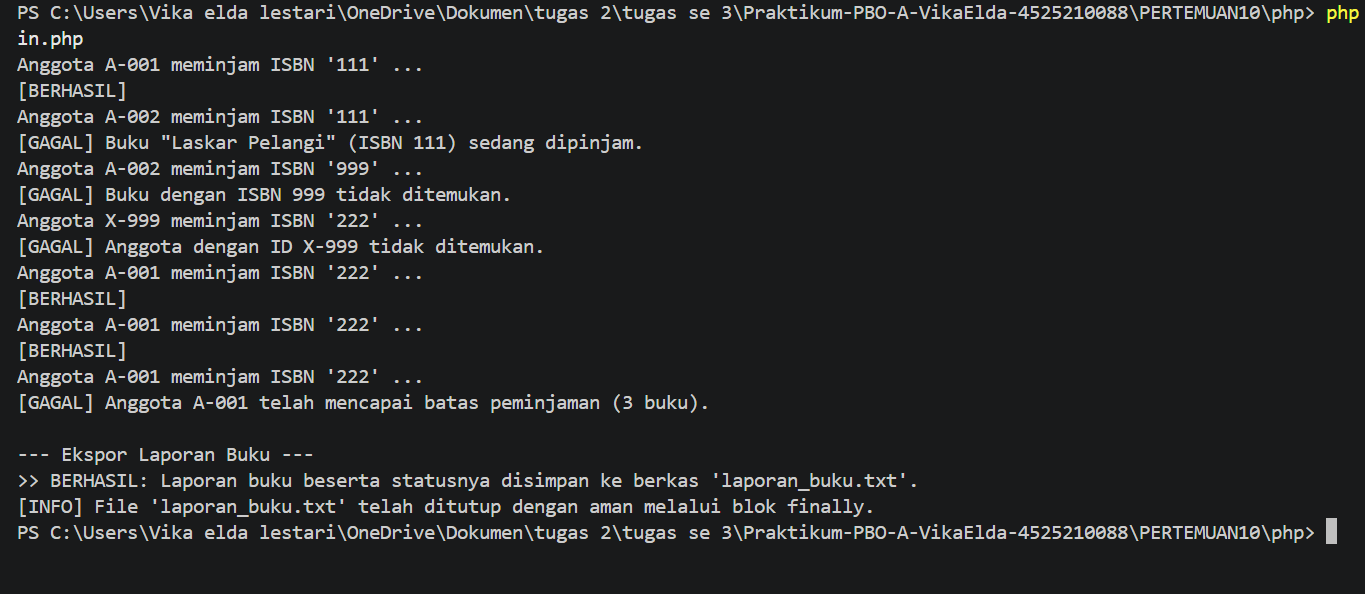 PS C:\Users\Vika elda lestari\OneDrive\Dokumen\tugas 2\tugas se 3\Praktikum-PBO-A-VikaElda-4525210088\PERTEMUAN10\php> php
in.php
Anggota A-001 meminjam ISBN '111' ...
[BERHASIL]
Anggota A-002 meminjam ISBN '111' ...
[GAGAL] Buku "Laskar Pelangi" (ISBN 111) sedang dipinjam.
Anggota A-002 meminjam ISBN '999' ...
[GAGAL] Buku dengan ISBN 999 tidak ditemukan.
Anggota X-999 meminjam ISBN '222' ...
[GAGAL] Anggota dengan ID X-999 tidak ditemukan.
Anggota A-001 meminjam ISBN '222' ...
[BERHASIL]
Anggota A-001 meminjam ISBN '222' ...
[BERHASIL]
Anggota A-001 meminjam ISBN '222' ...
[GAGAL] Anggota A-001 telah mencapai batas peminjaman (3 buku).
--- Ekspor Laporan Buku ---
>> BERHASIL: Laporan buku beserta statusnya disimpan ke berkas 'laporan_buku.txt'.
[INFO] File 'laporan_buku.txt' telah ditutup dengan aman melalui blok finally.
PS C:\Users\Vika elda lestari\OneDrive\Dokumen\tugas 2\tugas se 3\Praktikum-PBO-A-VikaElda-4525210088\PERTEMUAN10\php>